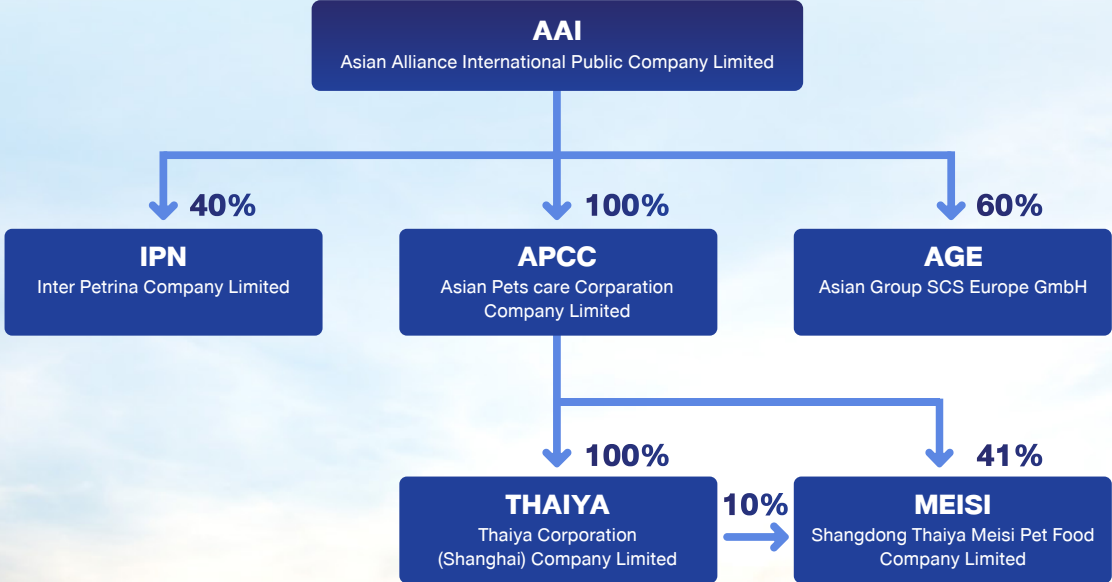 AAI
Asian Alliance International Public Company Limited
40%
100%
60%
IPN
Inter Petrina Company Limited
APCC
Asian Pets care Corparation
Company Limited
AGE
Asian Group SCS Europe GmbH
100%
41%
THAIYA
Thaiya Corporation
(Shanghai) Company Limited
10%
MEISI
Shangdong Thaiya Meisi Pet Food
Company Limited